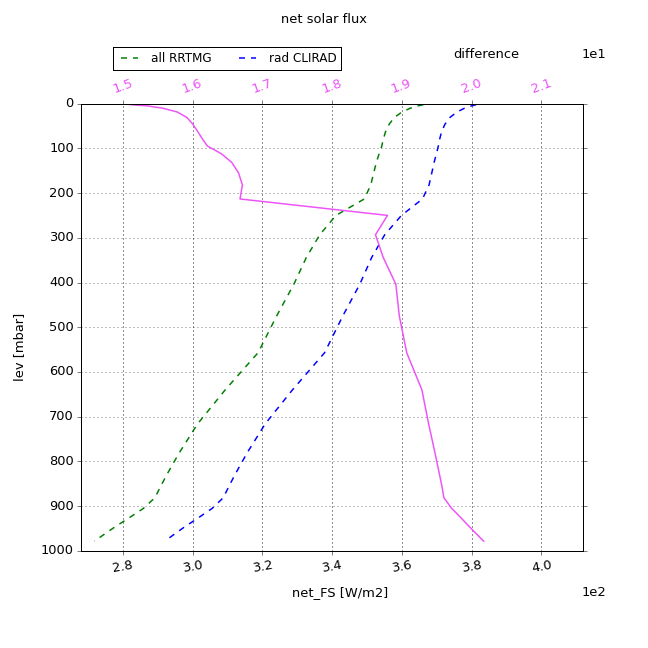 net solar flux
all RRTMG rad CLIRAD difference 1e1
1.5 1.6 1.7 1.8 1.9 2.0 2.1
0
100
200
300
400
500
600
700
800
900
1000
lev [mbar]
2.8 3.0 3.2 3.4 3.6 3.8 4.0
net_FS [W/m2] 1e2